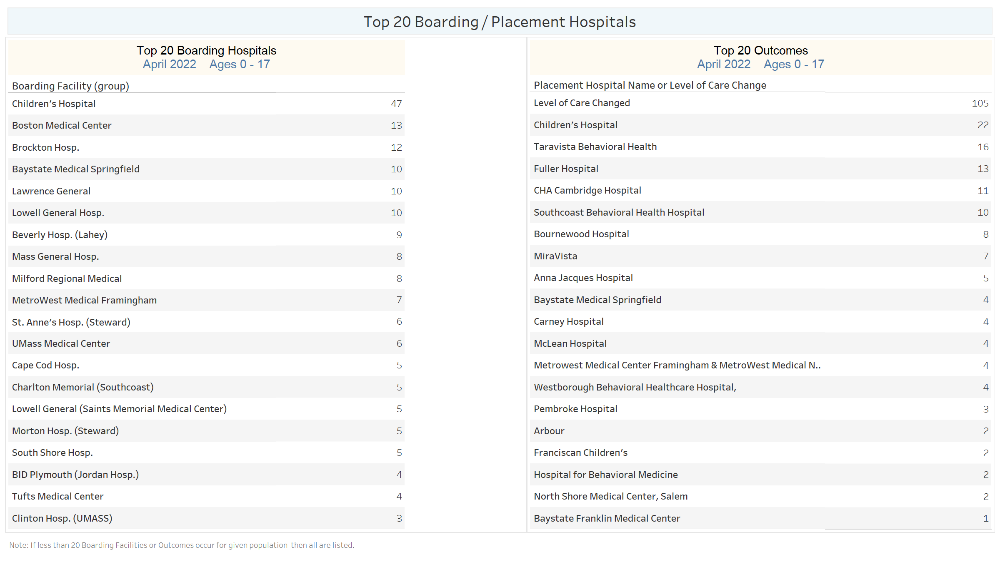 Top 20 Boarding / Placement Hospitals
Top 20 Boarding Hospitals
April 2022 Ages 0 - 17
Boarding Facility (group)
Children's Hospital 47
Boston Medical Center 13
Brockton Hosp. 12
Baystate Medical Springfield 10
Lawrence General 10
Lowell General Hosp. 10
Beverly Hosp. (Lahey) 9
Mass General Hosp. 8
Milford Regional Medical 8
MetroWest Medical Framingham 7
St. Anne's Hosp. (Steward) 6
UMass Medical Center 6
Cape Cod Hosp. 5
Charlton Memorial (Southcoast) 5
Lowell General (Saints Memorial Medical Center) 5
Morton Hosp. (Steward) 5
South Shore Hosp. 5
BID Plymouth (Jordan Hosp.) 4
Tufts Medical Center 4
Clinton Hosp. (UMASS) 3
Top 20 Outcomes
April 2022 Ages 0 - 17
Placement Hospital Name or Level of Care Change
Level of Care Changed 105
Children's Hospital 22
Taravista Behavioral Health 16
Fuller Hospital 13
CHA Cambridge Hospital 11
Southcoast Behavioral Health Hospital 10
Bournewood Hospital 8
MiraVista 7
Anna Jacques Hospital 5
Baystate Medical Springfield 4
Carney Hospital 4
McLean Hospital 4
Metrowest Medical Center Framingham & MetroWest Medical N.. 4
Westborough Behavioral Healthcare Hospital, 4
Pembroke Hospital 3
Arbour 2
Franciscan Children's 2
Hospital for Behavioral Medicine 2
North Shore Medical Center, Salem 2
Baystate Franklin Medical Center 1
Note: If less than 20 Boarding Facilities or Outcomes occur for given population then all are listed.